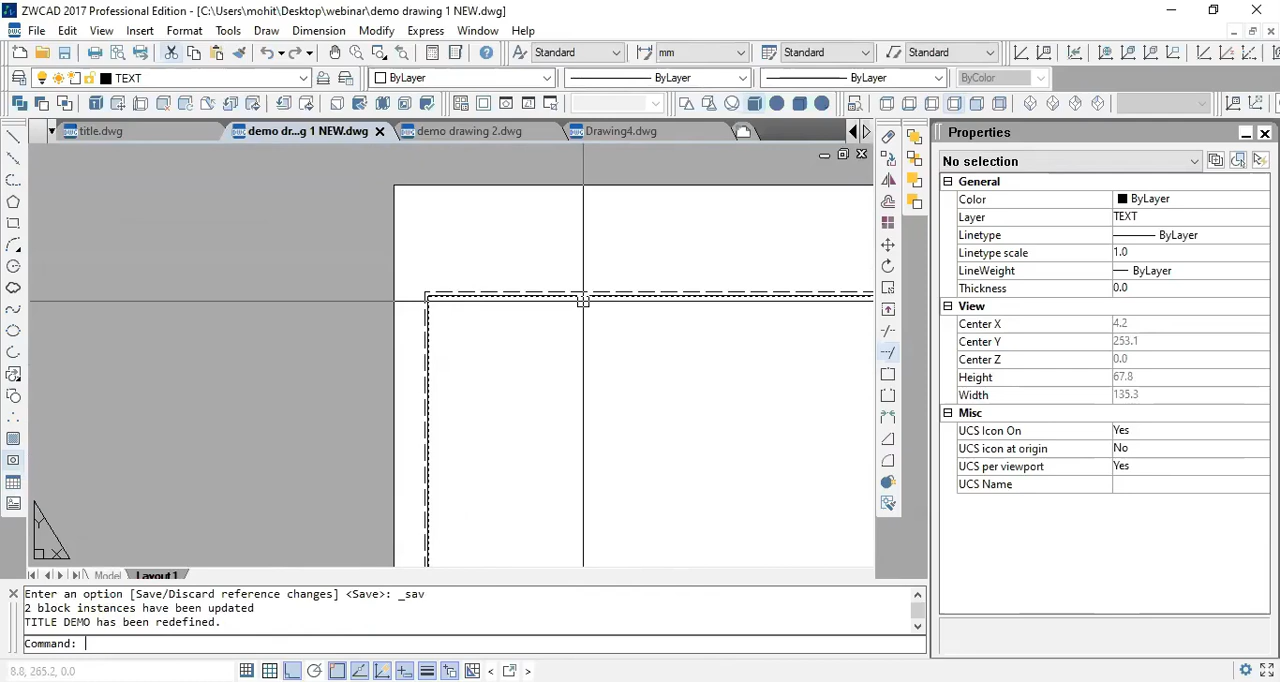 ZWCAD 2017 Professional Edition - [C:\Users\mohit\Desktop\webinar\demo drawing 1 NEW.dwg]
File Edit View Insert Format Tools Draw Dimension Modify Express Window Help
Standard mm Standard Standard
TEXT ByLayer ByLayer ByLayer ByColor
title.dwg demo dr...g 1 NEW.dwg demo drawing 2.dwg Drawing4.dwg
Properties
No selection
General
Color ByLayer
Layer TEXT
Linetype ByLayer
Linetype scale 1.0
LineWeight ByLayer
Thickness 0.0
View
Center X 4.2
Center Y 253.1
Center Z 0.0
Height 67.8
Width 135.3
Misc
UCS Icon On Yes
UCS icon at origin No
UCS per viewport Yes
UCS Name
Y
X
Model Layout1
Enter an option [Save/Discard reference changes] <Save>: _sav
2 block instances have been updated
TITLE DEMO has been redefined.
Command:
8.8, 265.2, 0.0